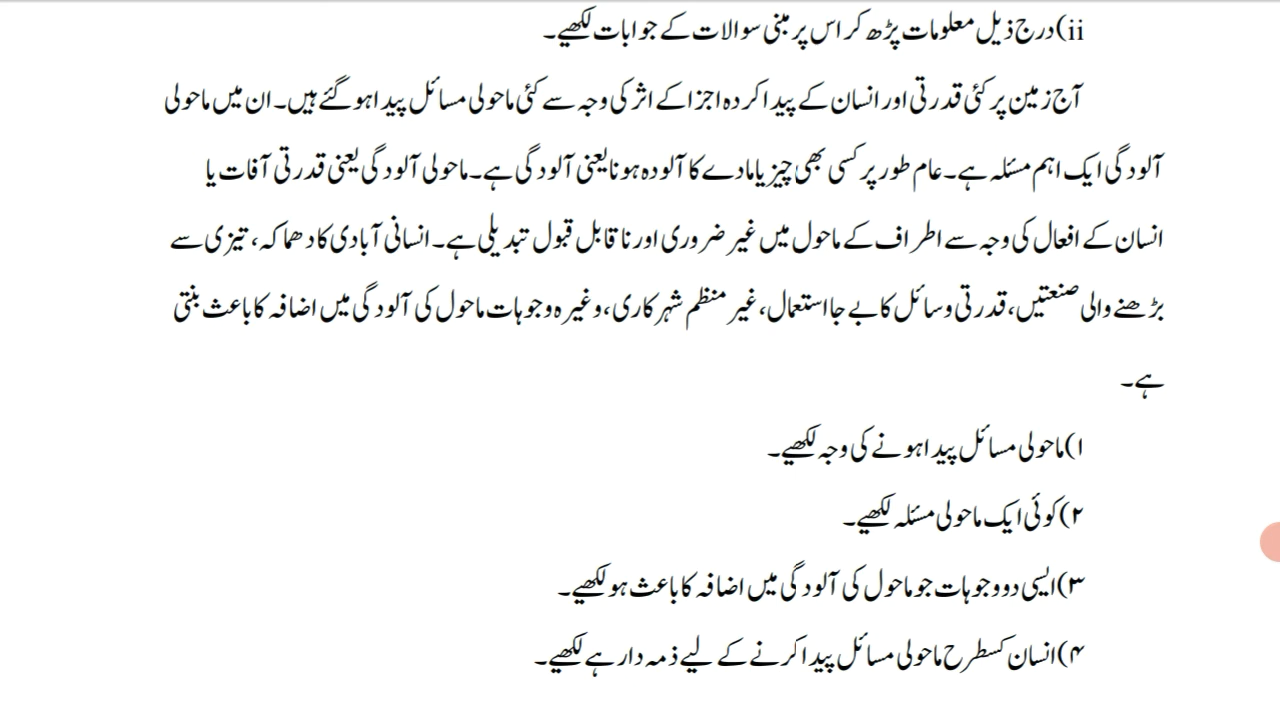 ii)درج ذیل معلومات پڑھ کر اس پر مبنی سوالات کے جوابات لکھیے۔
آج زمین پر کئی قدرتی اور انسان کے پیدا کردہ اجزا کے اثر کی وجہ سے کئی ماحولی مسائل پیدا ہو گئے ہیں۔ ان میں ماحولی
آلودگی ایک اہم مسئلہ ہے۔ عام طور پر کسی بھی چیز یا مادے کا آلودہ ہونا یعنی آلودگی ہے۔ ماحولی آلودگی یعنی قدرتی آفات یا
انسان کے افعال کی وجہ سے اطراف کے ماحول میں غیر ضروری اور ناقابل قبول تبدیلی ہے۔ انسانی آبادی کا دھماکہ، تیزی سے
بڑھنے والی صنعتیں، قدرتی وسائل کا بے جا استعمال، غیر منظم شہر کاری، وغیرہ وجوہات ماحول کی آلودگی میں اضافہ کا باعث بنتی
ہے۔
۱)ماحولی مسائل پیدا ہونے کی وجہ لکھیے۔
۲)کوئی ایک ماحولی مسئلہ لکھیے۔
۳)ایسی دو وجوہات جو ماحول کی آلودگی میں اضافہ کا باعث ہو لکھیے۔
۴)انسان کسطرح ماحولی مسائل پیدا کرنے کے لیے ذمہ دار ہے لکھیے۔